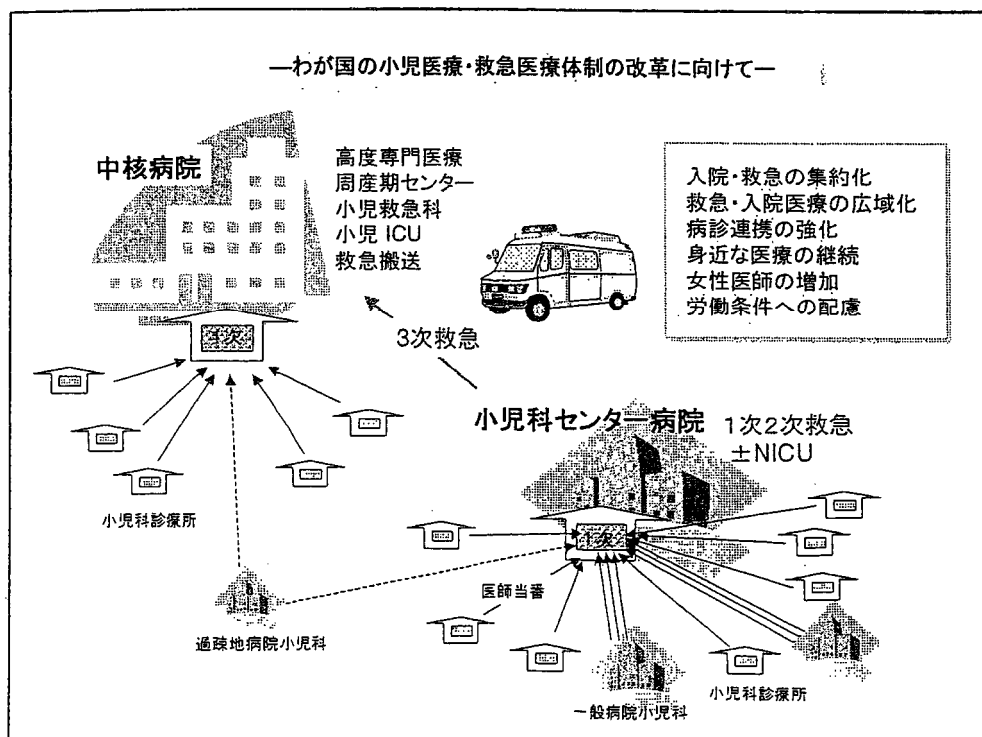 ―わが国の小児医療・救急医療体制の改革に向けて―
中核病院
高度専門医療
周産期センター
小児救急科
小児 ICU
救急搬送
入院・救急の集約化
救急・入院医療の広域化
病診連携の強化
身近な医療の継続
女性医師の増加
労働条件への配慮
1次
3次救急
小児科診療所
小児科センター病院
1次2次救急
±NICU
1次
医師当番
過疎地病院小児科
一般病院小児科
小児科診療所